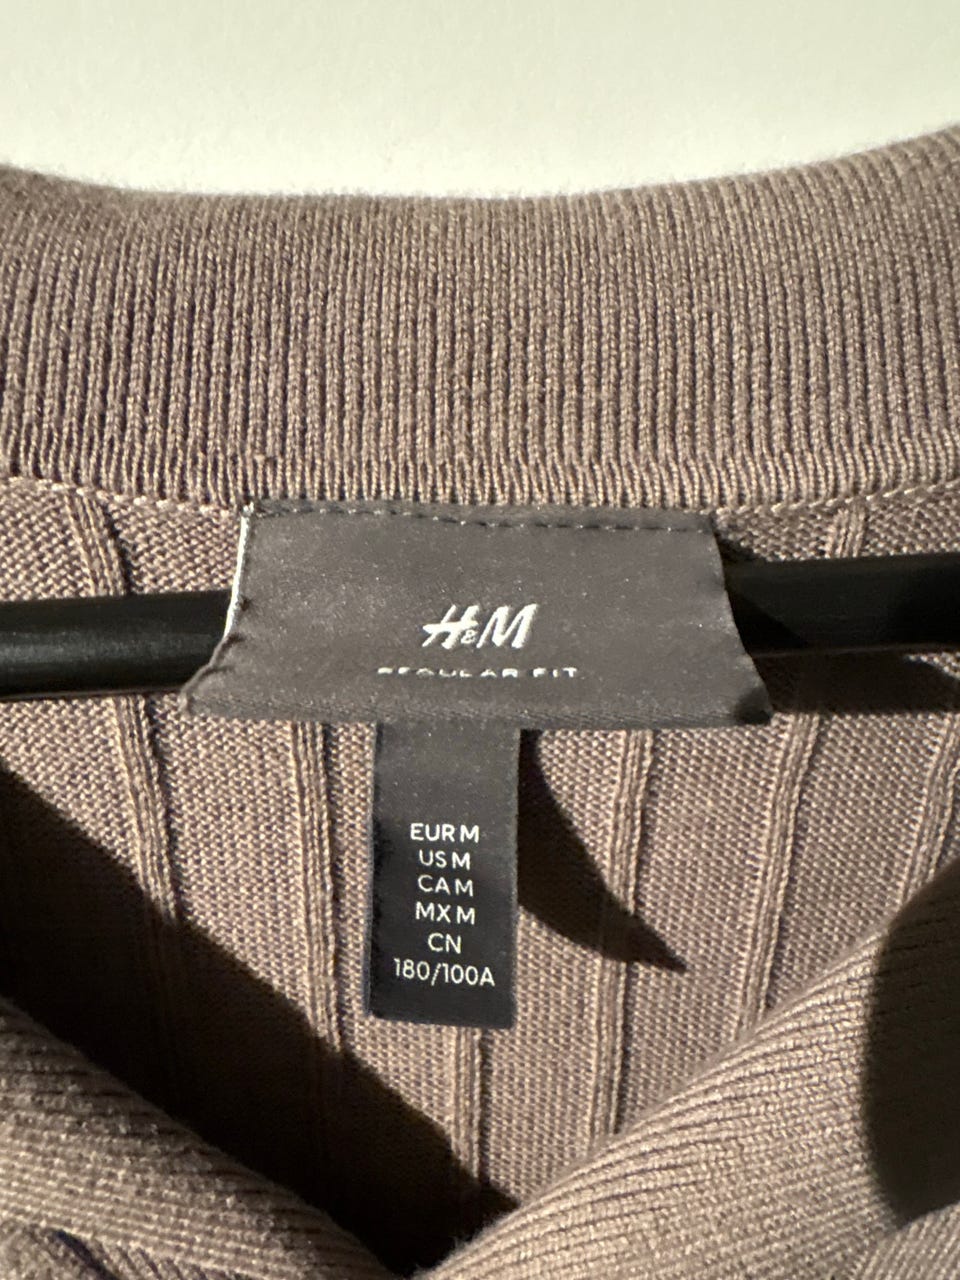 H&M
REGULAR FIT
EUR M
US M
CA M
MX M
CN
180/100A